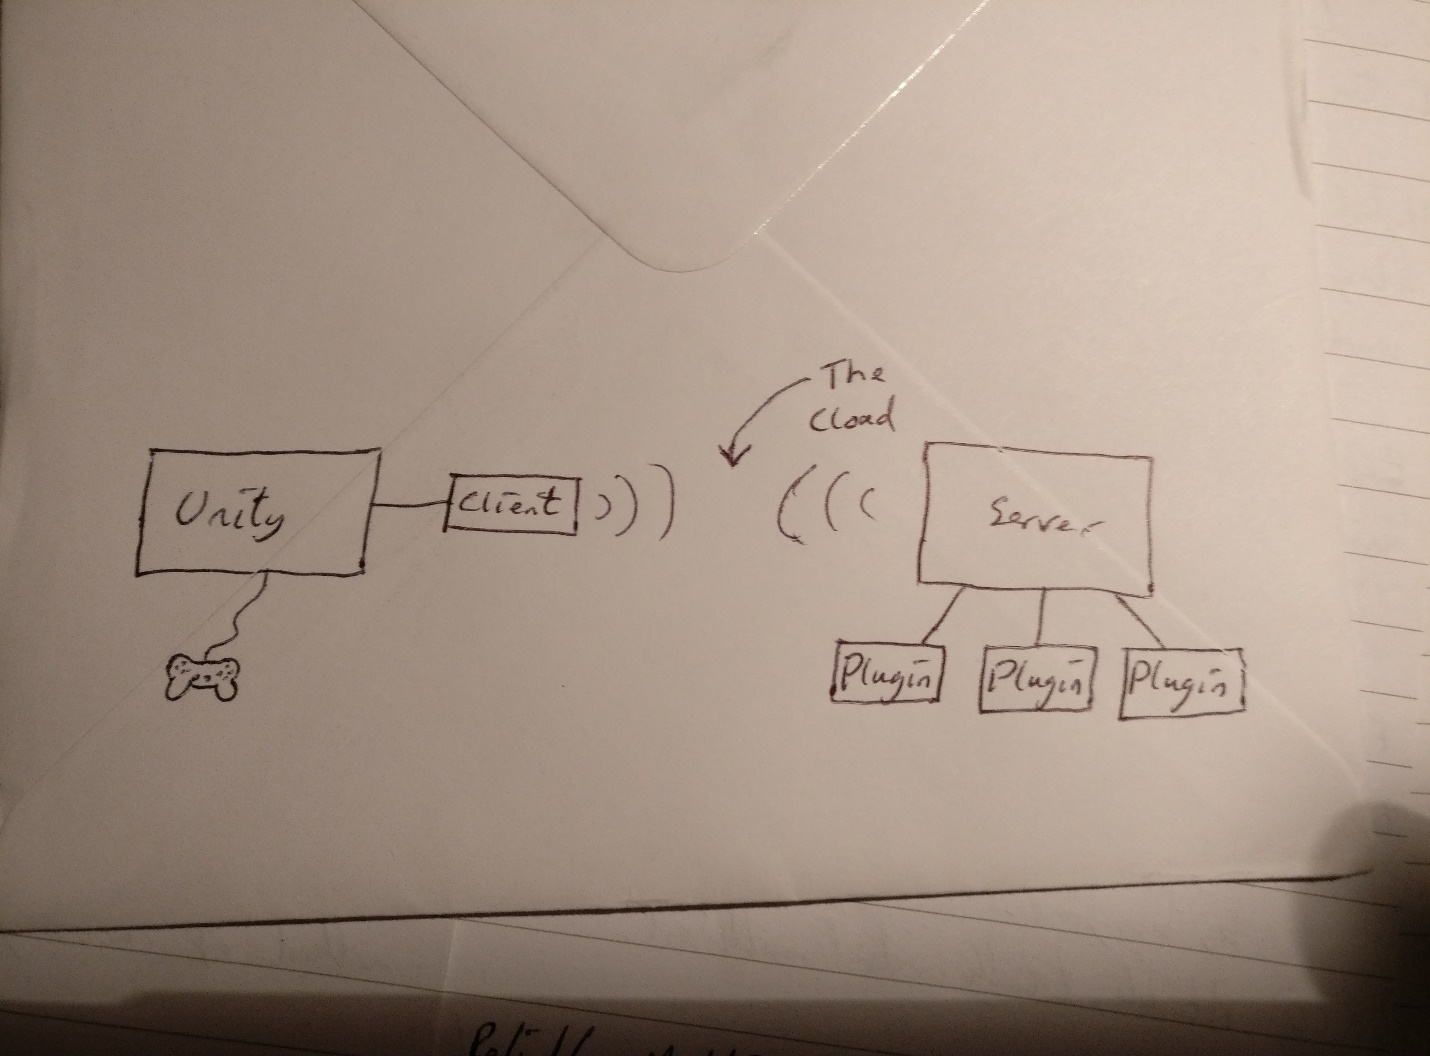 The
Cloud
Unity
Client
Server
Plugin
Plugin
Plugin